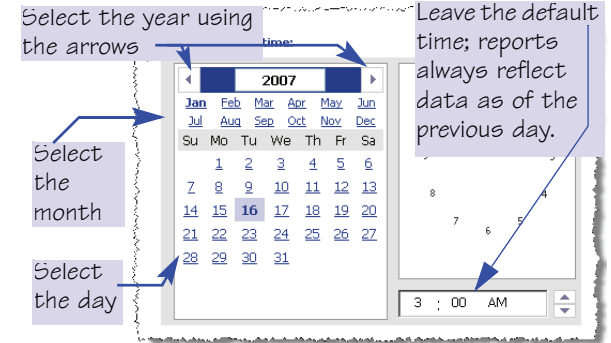 Select the year using
the arrows
time:
Leave the default
time; reports
always reflect
data as of the
previous day.
2007
Jan Feb Mar Apr May Jun
Jul Aug Sep Oct Nov Dec
Su Mo Tu We Th Fr Sa
1 2 3 4 5 6
7 8 9 10 11 12 13
14 15 16 17 18 19 20
21 22 23 24 25 26 27
28 29 30 31
Select
the
month
Select
the day
8 4
7 5
6
3 : 00 AM